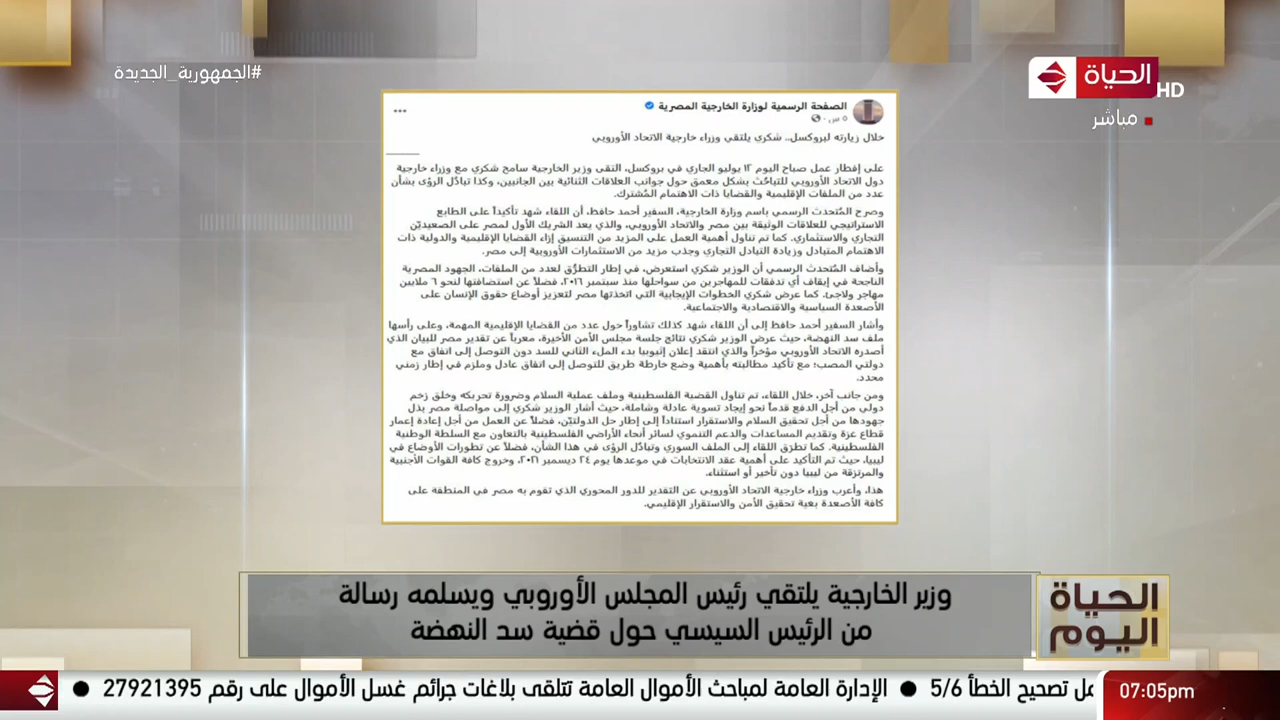 #الجمهورية_الجديدة
الحياة
HD
مباشر
الصفحة الرسمية لوزارة الخارجية المصرية
٥ س ·
خلال زيارته لبروكسل.. شكري يلتقي وزراء خارجية الاتحاد الأوروبي
على إفطار عمل صباح اليوم ١٢ يوليو الجاري في بروكسل، التقى وزير الخارجية سامح شكري مع وزراء خارجية
دول الاتحاد الأوروبي للتباحُث بشكل معمق حول جوانب العلاقات الثنائية بين الجانبين، وكذا تبادُل الرؤى بشأن
عدد من الملفات الإقليمية والقضايا ذات الاهتمام المُشترك.
وصرح المُتحدث الرسمي باسم وزارة الخارجية، السفير أحمد حافظ، أن اللقاء شهد تأكيداً على الطابع
الاستراتيجي للعلاقات الوثيقة بين مصر والاتحاد الأوروبي، والذي يعد الشريك الأول لمصر على الصعيديّن
التجاري والاستثماري. كما تم تناول أهمية العمل على المزيد من التنسيق إزاء القضايا الإقليمية والدولية ذات
الاهتمام المتبادل وزيادة التبادل التجاري وجذب مزيد من الاستثمارات الأوروبية إلى مصر.
وأضاف المُتحدث الرسمي أن الوزير شكري استعرض، في إطار التطرُّق لعدد من الملفات، الجهود المصرية
الناجحة في إيقاف أي تدفقات للمهاجرين من سواحلها منذ سبتمبر ٢٠١٦، فضلاً عن استضافتها لنحو ٦ ملايين
مهاجر ولاجئ. كما عرض شكري الخطوات الإيجابية التي اتخذتها مصر لتعزيز أوضاع حقوق الإنسان على
الأصعدة السياسية والاقتصادية والاجتماعية.
وأشار السفير أحمد حافظ إلى أن اللقاء شهد كذلك تشاوراً حول عدد من القضايا الإقليمية المهمة، وعلى رأسها
ملف سد النهضة، حيث عرض الوزير شكري نتائج جلسة مجلس الأمن الأخيرة، معرباً عن تقدير مصر للبيان الذي
أصدره الاتحاد الأوروبي مؤخراً والذي انتقد إعلان إثيوبيا بدء الملء الثاني للسد دون التوصل إلى اتفاق مع
دولتي المصب؛ مع تأكيد مطالبته بأهمية وضع خارطة طريق للتوصل إلى اتفاق عادل وملزم في إطار زمني
محدد.
ومن جانب آخر، خلال اللقاء، تم تناول القضية الفلسطينية وملف عملية السلام وضرورة تحريكه وخلق زخم
دولي من أجل الدفع قدماً نحو إيجاد تسوية عادلة وشاملة، حيث أشار الوزير شكري إلى مواصلة مصر بذل
جهودها من أجل تحقيق السلام والاستقرار استناداً إلى إطار حل الدولتيّن، فضلاً عن العمل من أجل إعادة إعمار
قطاع غزة وتقديم المساعدات والدعم التنموي لسائر أنحاء الأراضي الفلسطينية بالتعاون مع السلطة الوطنية
الفلسطينية. كما تطرّق اللقاء إلى الملف السوري وتبادُل الرؤى في هذا الشأن، فضلاً عن تطورات الأوضاع في
ليبيا، حيث تم التأكيد على أهمية عقد الانتخابات في موعدها يوم ٢٤ ديسمبر ٢٠٢١، وخروج كافة القوات الأجنبية
والمرتزقة من ليبيا دون تأخير أو استثناء.
هذا، وأعرب وزراء خارجية الاتحاد الأوروبي عن التقدير للدور المحوري الذي تقوم به مصر في المنطقة على
كافة الأصعدة بغية تحقيق الأمن والاستقرار الإقليمي.
وزير الخارجية يلتقي رئيس المجلس الأوروبي ويسلمه رسالة
من الرئيس السيسي حول قضية سد النهضة
الحياة
اليوم
مل تصحيح الخطأ 5/6 ● الإدارة العامة لمباحث الأموال العامة تتلقى بلاغات جرائم غسل الأموال على رقم 27921395 ●
07:05pm